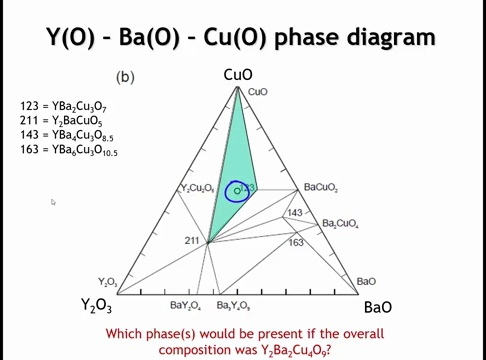 Y(O) - Ba(O) - Cu(O) phase diagram
(b)
CuO
CuO
123 = YBa₂Cu₃O₇
211 = Y₂BaCuO₅
143 = YBa₄Cu₃O₈.₅
163 = YBa₆Cu₃O₁₀.₅
Y₂Cu₂O₅
123
BaCuO₂
143
Ba₂CuO₄
211
163
Y₂O₃
BaO
Y₂O₃
BaY₂O₄
Ba₃Y₄O₉
BaO
Which phase(s) would be present if the overall
composition was Y₂Ba₂Cu₄O₉?